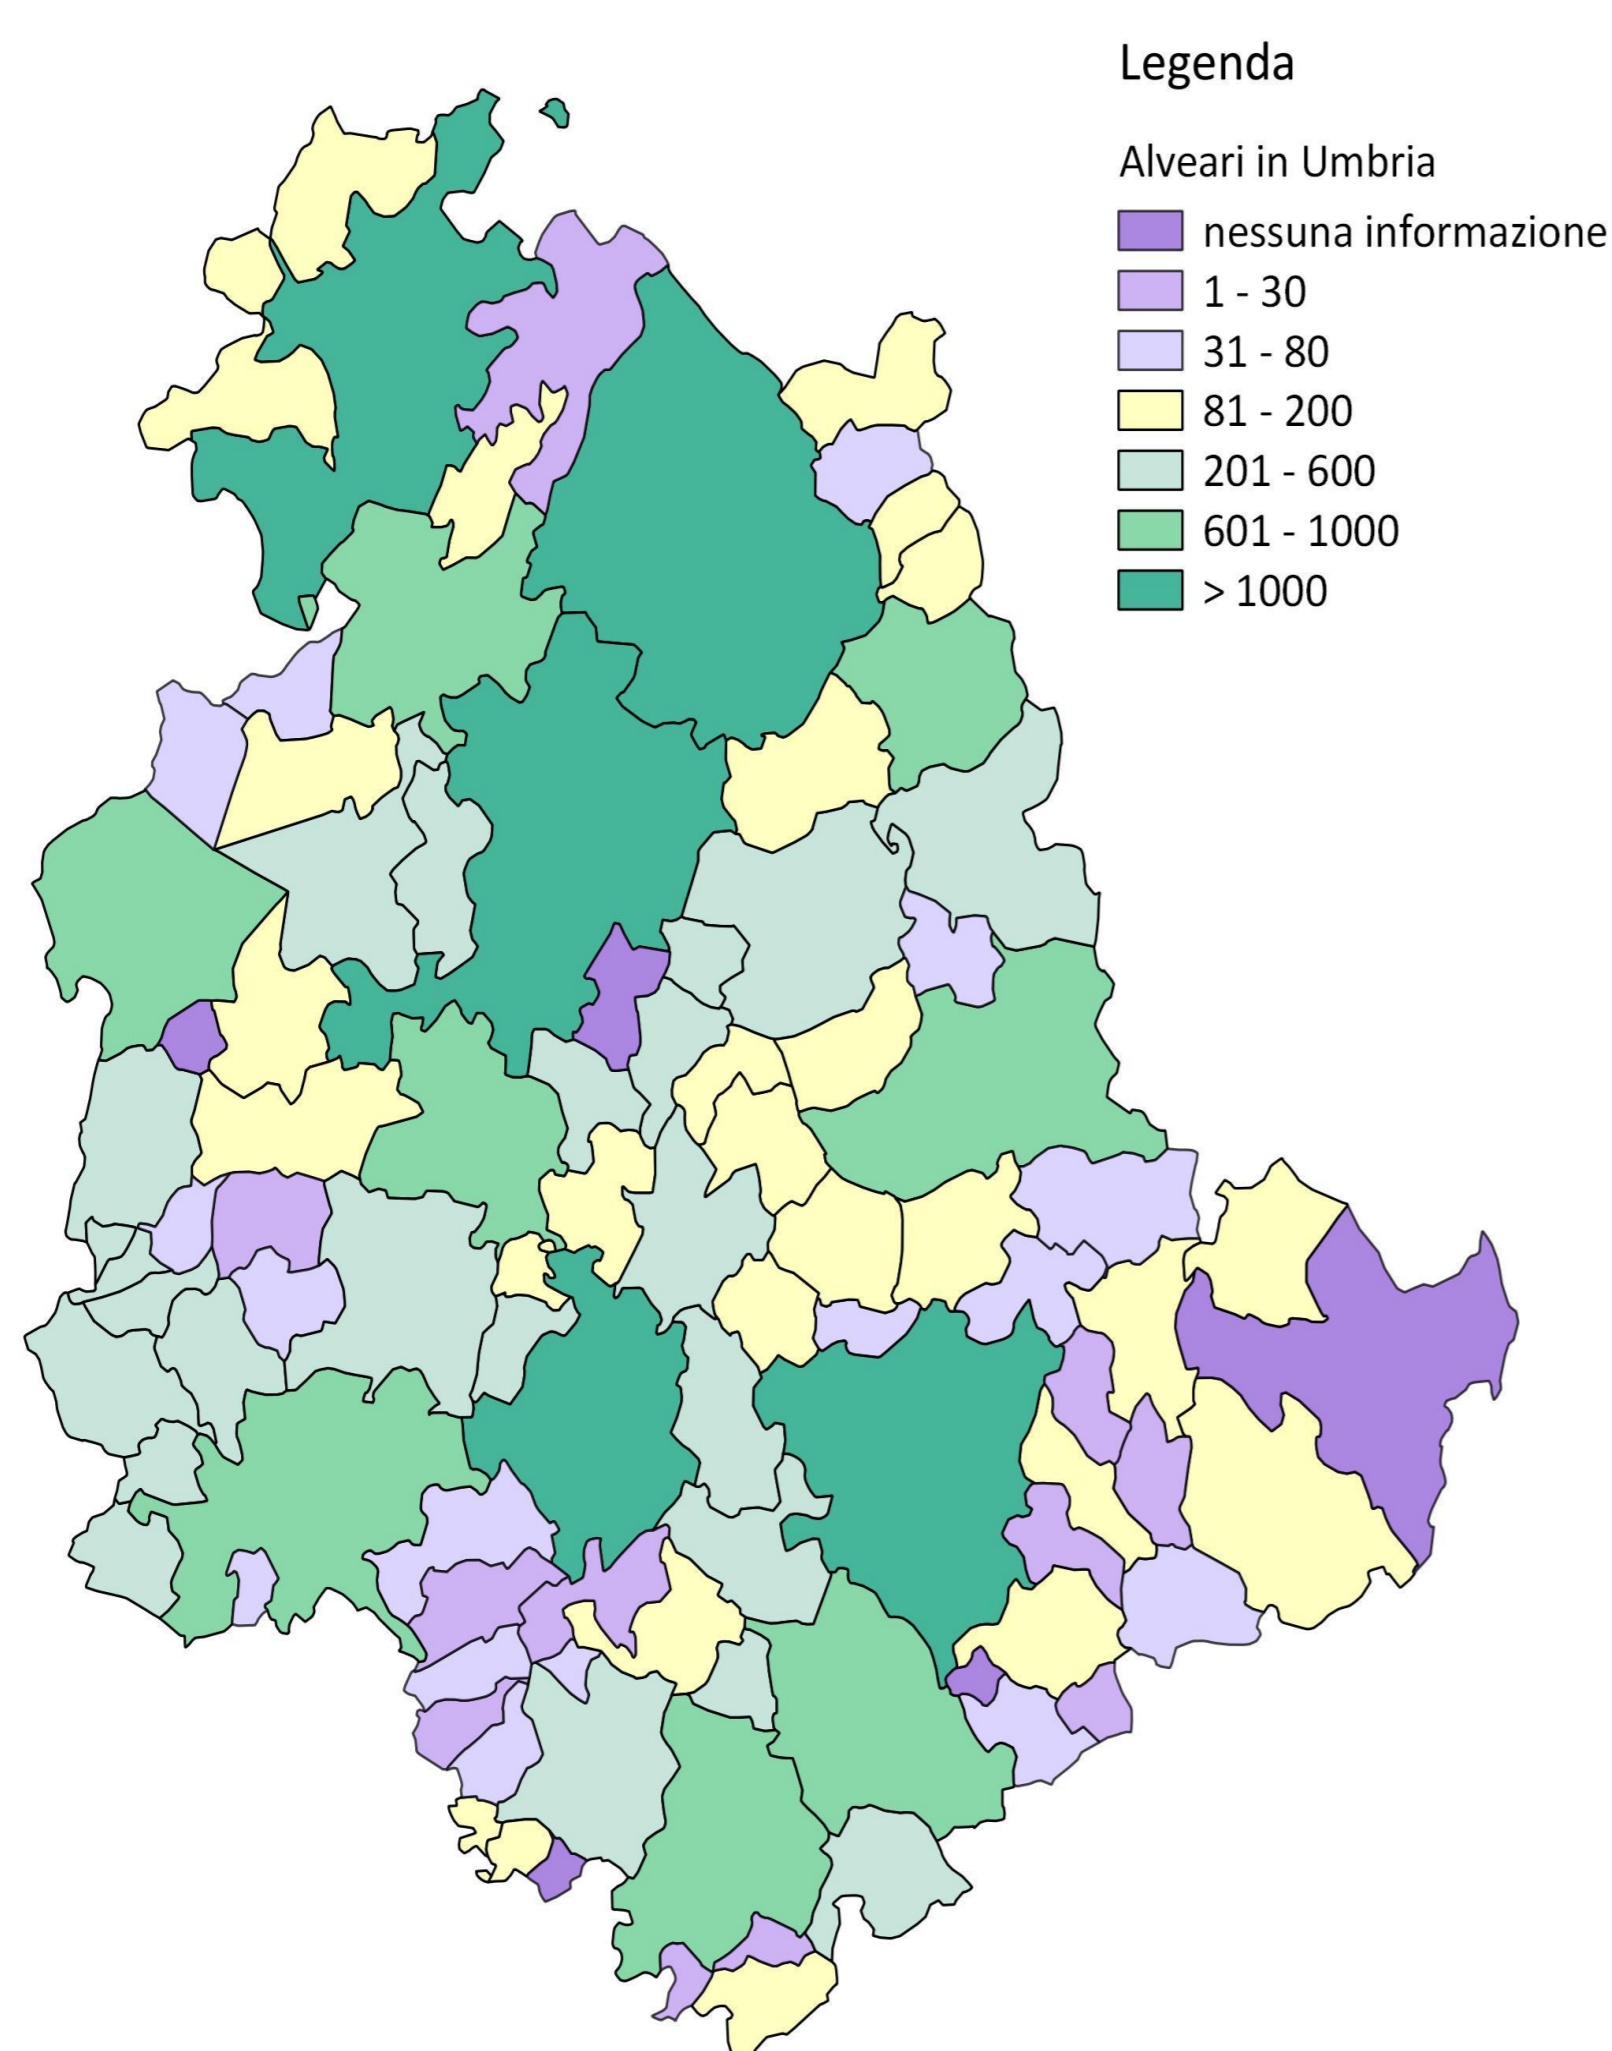 Legenda
Alveari in Umbria
nessuna informazione
1 - 30
31 - 80
81 - 200
201 - 600
601 - 1000
> 1000